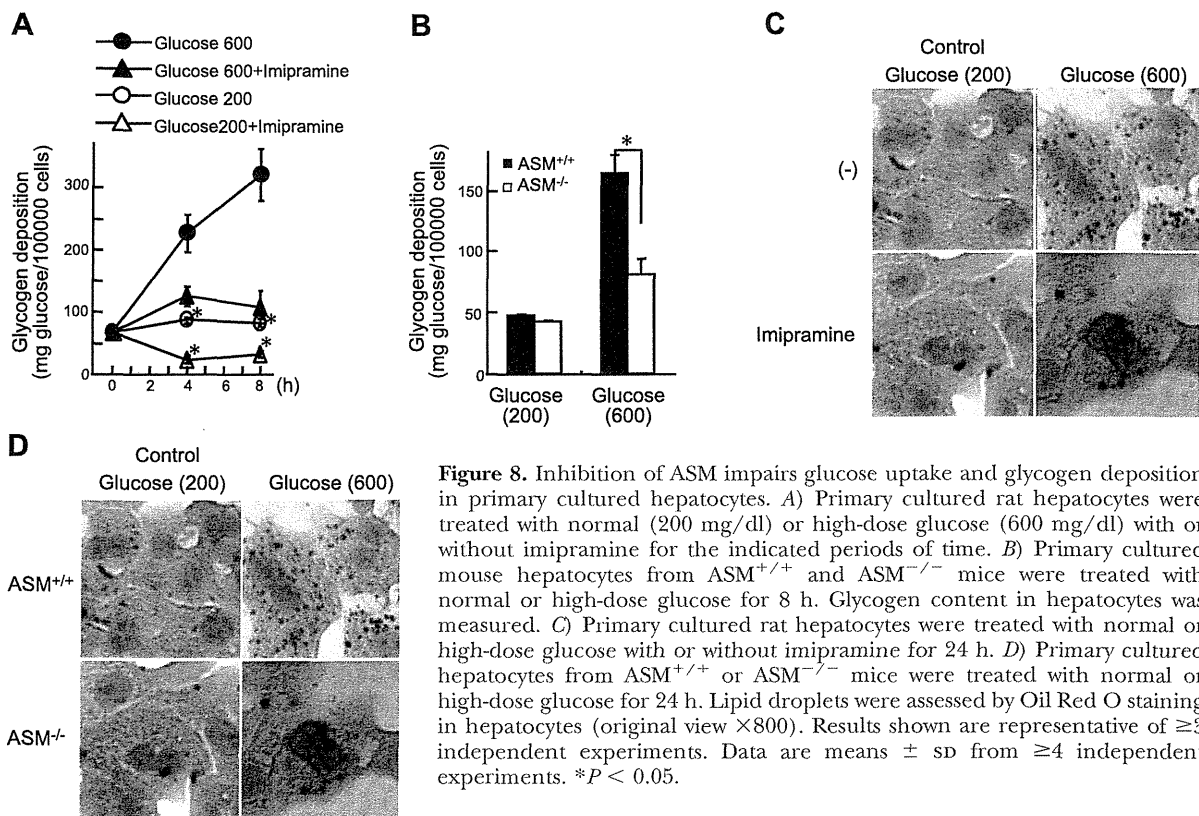 A
Glucose 600
Glucose 600+Imipramine
Glucose 200
Glucose200+Imipramine
Glycogen deposition
(mg glucose/100000 cells)
300
200
100
0
0 2 4 6 8 (h)
*
*
*
*
B
Glycogen deposition
(mg glucose/100000 cells)
150
100
50
0
ASM+/+
ASM-/-
*
Glucose
(200)
Glucose
(600)
C
Control
Glucose (200) Glucose (600)
(-)
Imipramine
D
Control
Glucose (200) Glucose (600)
ASM+/+
ASM-/-
Figure 8. Inhibition of ASM impairs glucose uptake and glycogen deposition
in primary cultured hepatocytes. A) Primary cultured rat hepatocytes were
treated with normal (200 mg/dl) or high-dose glucose (600 mg/dl) with or
without imipramine for the indicated periods of time. B) Primary cultured
mouse hepatocytes from ASM+/+ and ASM−/− mice were treated with
normal or high-dose glucose for 8 h. Glycogen content in hepatocytes was
measured. C) Primary cultured rat hepatocytes were treated with normal or
high-dose glucose with or without imipramine for 24 h. D) Primary cultured
hepatocytes from ASM+/+ or ASM−/− mice were treated with normal or
high-dose glucose for 24 h. Lipid droplets were assessed by Oil Red O staining
in hepatocytes (original view ×800). Results shown are representative of ≥3
independent experiments. Data are means ± SD from ≥4 independent
experiments. *P < 0.05.